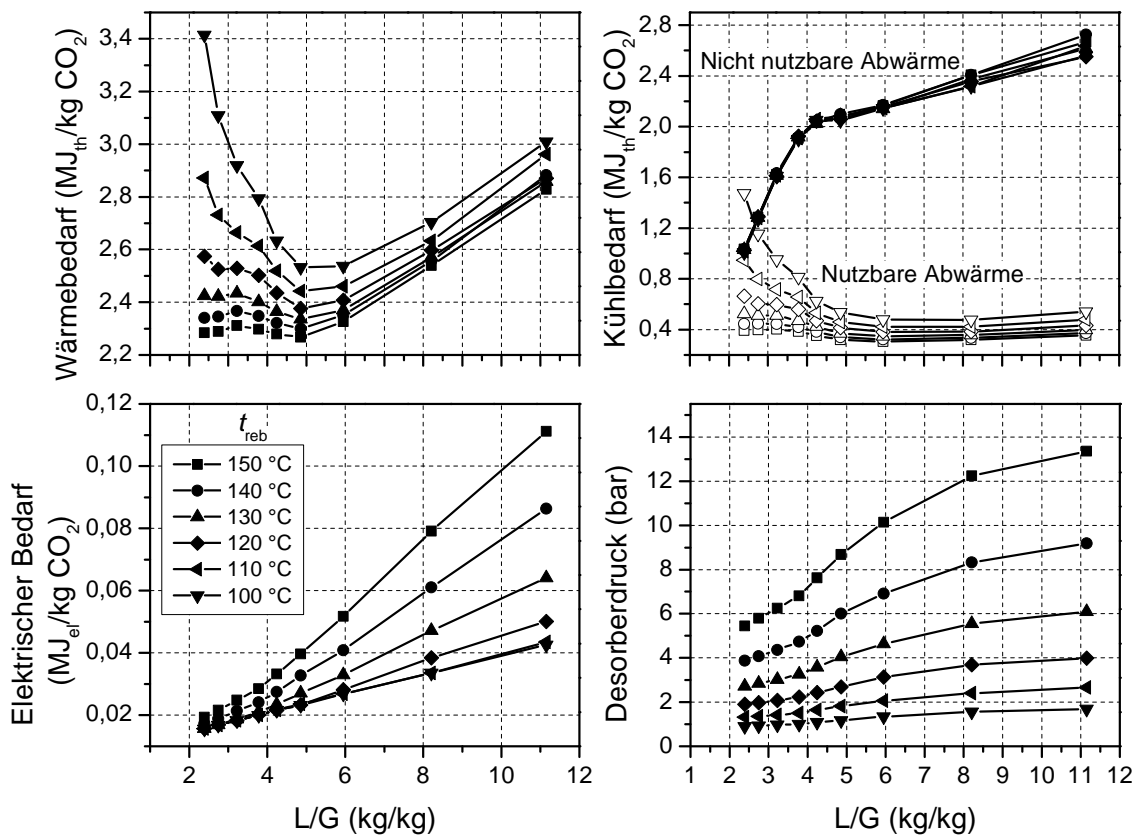 Wärmebedarf (MJth/kg CO2)
3,4
3,2
3,0
2,8
2,6
2,4
2,2
Kühlbedarf (MJth/kg CO2)
2,8
2,4
2,0
1,6
1,2
0,8
0,4
Nicht nutzbare Abwärme
Nutzbare Abwärme
Elektrischer Bedarf
(MJel/kg CO2)
0,12
0,10
0,08
0,06
0,04
0,02
treb
150 °C
140 °C
130 °C
120 °C
110 °C
100 °C
2 4 6 8 10 12
L/G (kg/kg)
Desorberdruck (bar)
14
12
10
8
6
4
2
0
1 2 3 4 5 6 7 8 9 10 11 12
L/G (kg/kg)